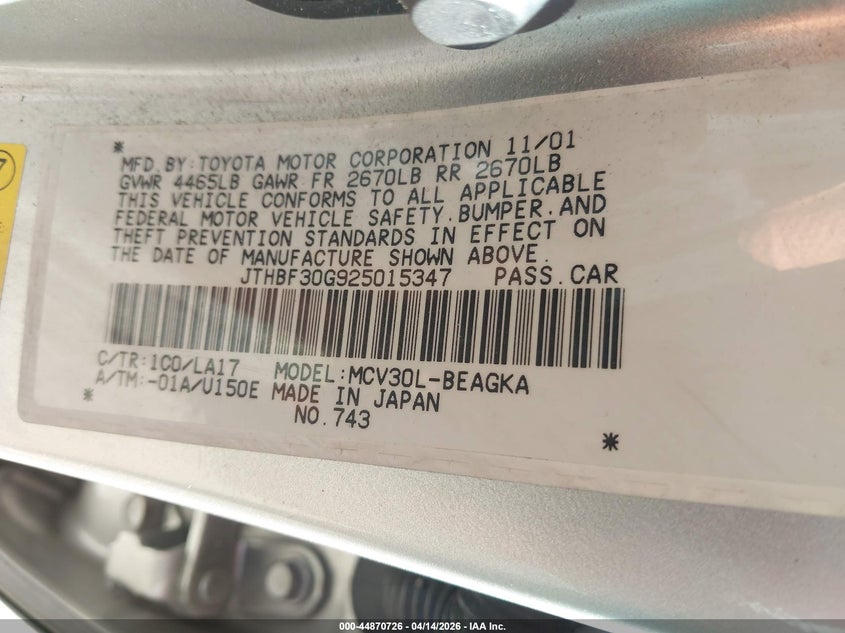 *
MFD.BY:TOYOTA MOTOR CORPORATION 11/01
GVWR 4465LB GAWR FR 2670LB RR 2670LB
THIS VEHICLE CONFORMS TO ALL APPLICABLE
FEDERAL MOTOR VEHICLE SAFETY.BUMPER.AND
THEFT PREVENTION STANDARDS IN EFFECT ON
THE DATE OF MANUFACTURE SHOWN ABOVE.
JTHBF30G925015347 PASS.CAR
C/TR:1C0/LA17 MODEL:MCV30L-BEAGKA
A/TM:-01A/U150E MADE IN JAPAN
* NO.743 *
7
000-44870726 - 04/14/2026 - IAA Inc.